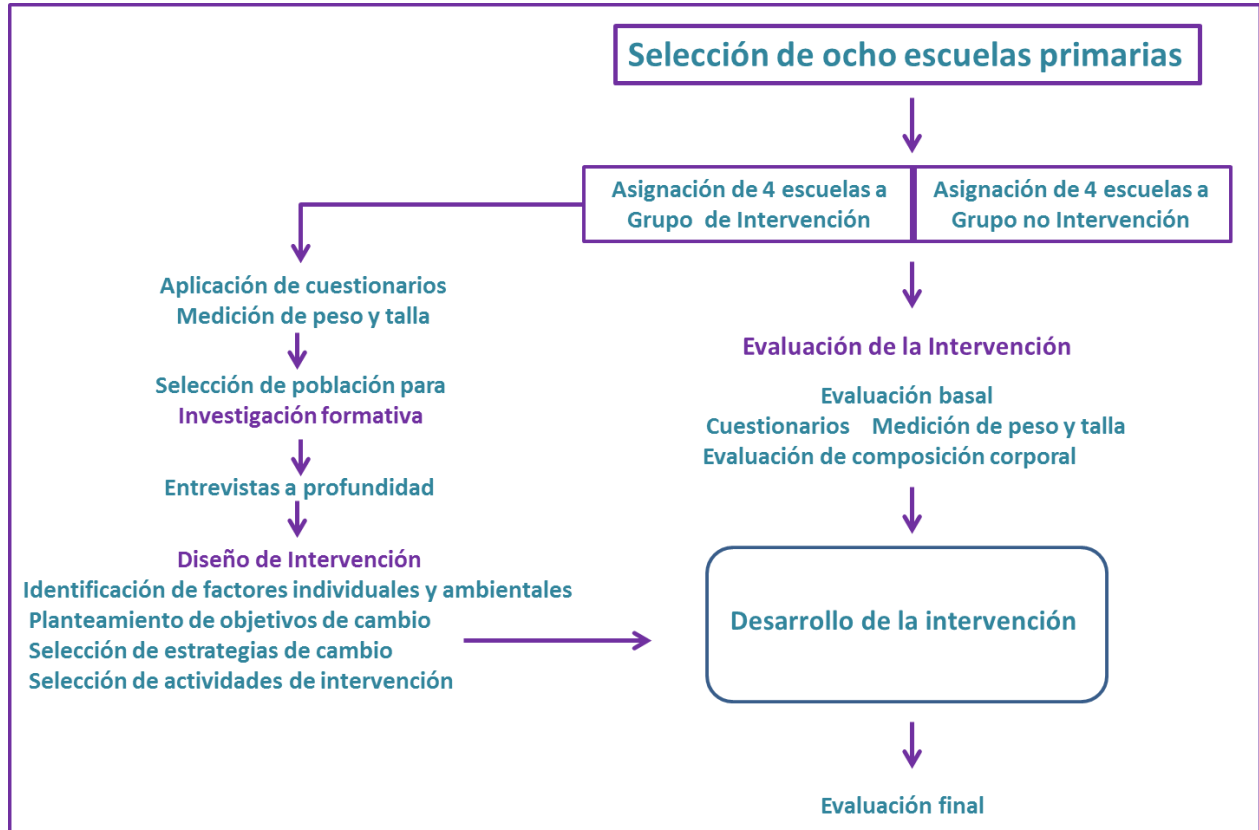 Selección de ocho escuelas primarias
Asignación de 4 escuelas a
Grupo de Intervención
Asignación de 4 escuelas a
Grupo no Intervención
Aplicación de cuestionarios
Medición de peso y talla
Selección de población para
Investigación formativa
Entrevistas a profundidad
Diseño de Intervención
Identificación de factores individuales y ambientales
Planteamiento de objetivos de cambio
Selección de estrategias de cambio
Selección de actividades de intervención
Evaluación de la Intervención
Evaluación basal
Cuestionarios Medición de peso y talla
Evaluación de composición corporal
Desarrollo de la intervención
Evaluación final